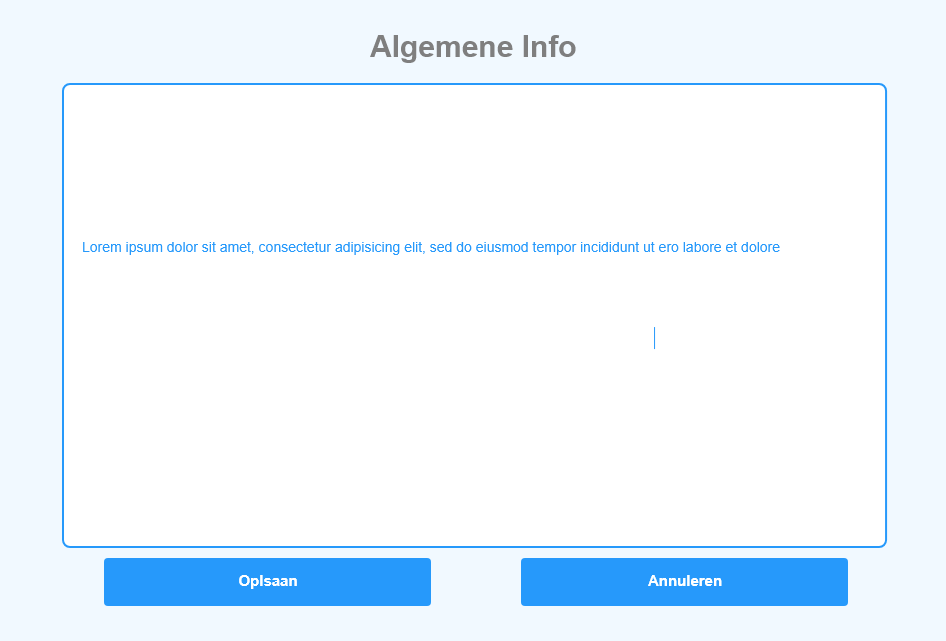 Algemene Info
Lorem ipsum dolor sit amet, consectetur adipisicing elit, sed do eiusmod tempor incididunt ut ero labore et dolore
Oplsaan
Annuleren